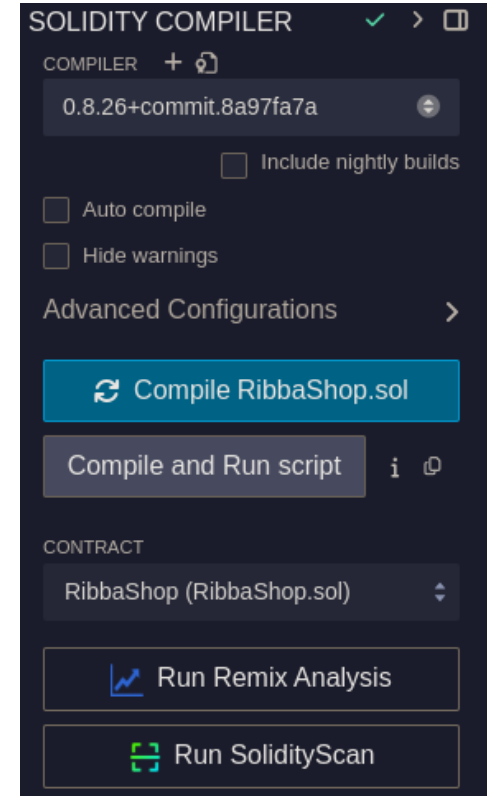 SOLIDITY COMPILER
COMPILER
0.8.26+commit.8a97fa7a
Include nightly builds
Auto compile
Hide warnings
Advanced Configurations
Compile RibbaShop.sol
Compile and Run script
CONTRACT
RibbaShop (RibbaShop.sol)
Run Remix Analysis
Run SolidityScan